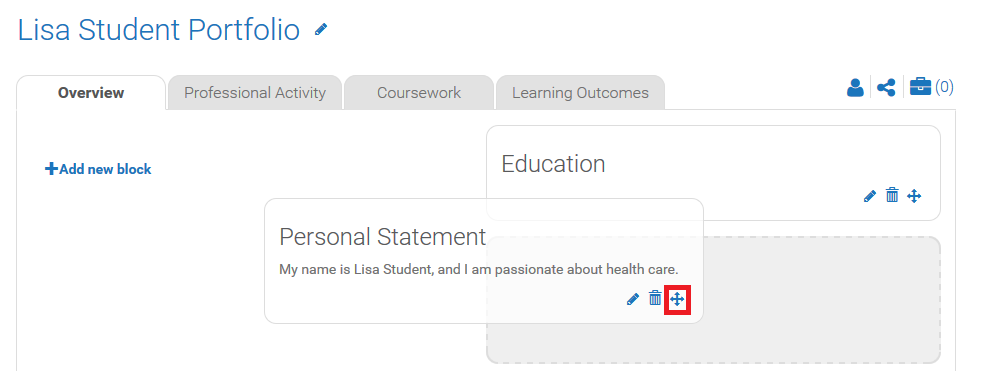 Lisa Student Portfolio
Overview
Professional Activity
Coursework
Learning Outcomes
(0)
Add new block
Education
Personal Statement
My name is Lisa Student, and I am passionate about health care.